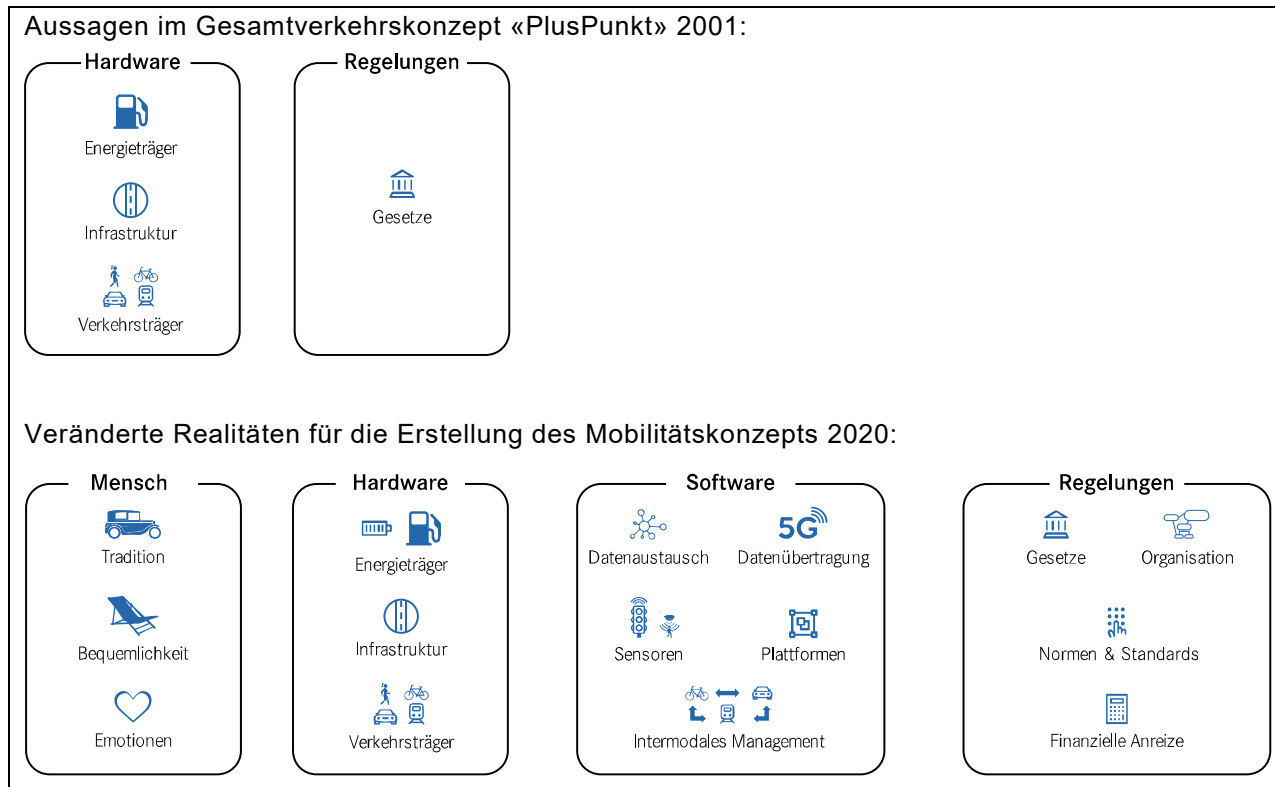 Aussagen im Gesamtverkehrskonzept «PlusPunkt» 2001:
Hardware
Energieträger
Infrastruktur
Verkehrsträger
Regelungen
Gesetze
Veränderte Realitäten für die Erstellung des Mobilitätskonzepts 2020:
Mensch
Tradition
Bequemlichkeit
Emotionen
Hardware
Energieträger
Infrastruktur
Verkehrsträger
Software
Datenaustausch
5G
Datenübertragung
Sensoren
Plattformen
Intermodales Management
Regelungen
Gesetze
Organisation
Normen & Standards
Finanzielle Anreize